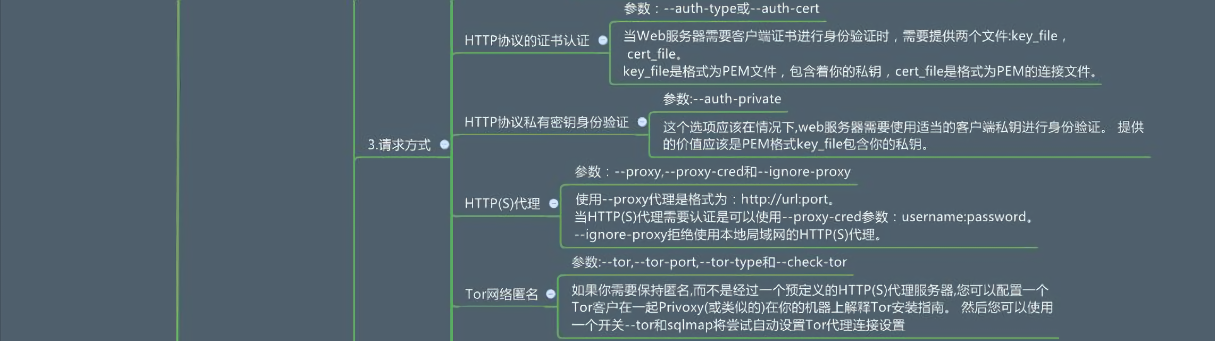 3.请求方式
HTTP协议的证书认证
参数：--auth-type或--auth-cert
当Web服务器需要客户端证书进行身份验证时，需要提供两个文件:key_file，
cert_file。
key_file是格式为PEM文件，包含着你的私钥，cert_file是格式为PEM的连接文件。
HTTP协议私有密钥身份验证
参数:--auth-private
这个选项应该在情况下,web服务器需要使用适当的客户端私钥进行身份验证。 提供
的价值应该是PEM格式key_file包含你的私钥。
HTTP(S)代理
参数：--proxy,--proxy-cred和--ignore-proxy
使用--proxy代理是格式为：http://url:port。
当HTTP(S)代理需要认证是可以使用--proxy-cred参数：username:password。
--ignore-proxy拒绝使用本地局域网的HTTP(S)代理。
Tor网络匿名
参数:--tor,--tor-port,--tor-type和--check-tor
如果你需要保持匿名,而不是经过一个预定义的HTTP(S)代理服务器,您可以配置一个
Tor客户在一起Privoxy(或类似的)在你的机器上解释Tor安装指南。 然后您可以使用
一个开关--tor和sqlmap将尝试自动设置Tor代理连接设置